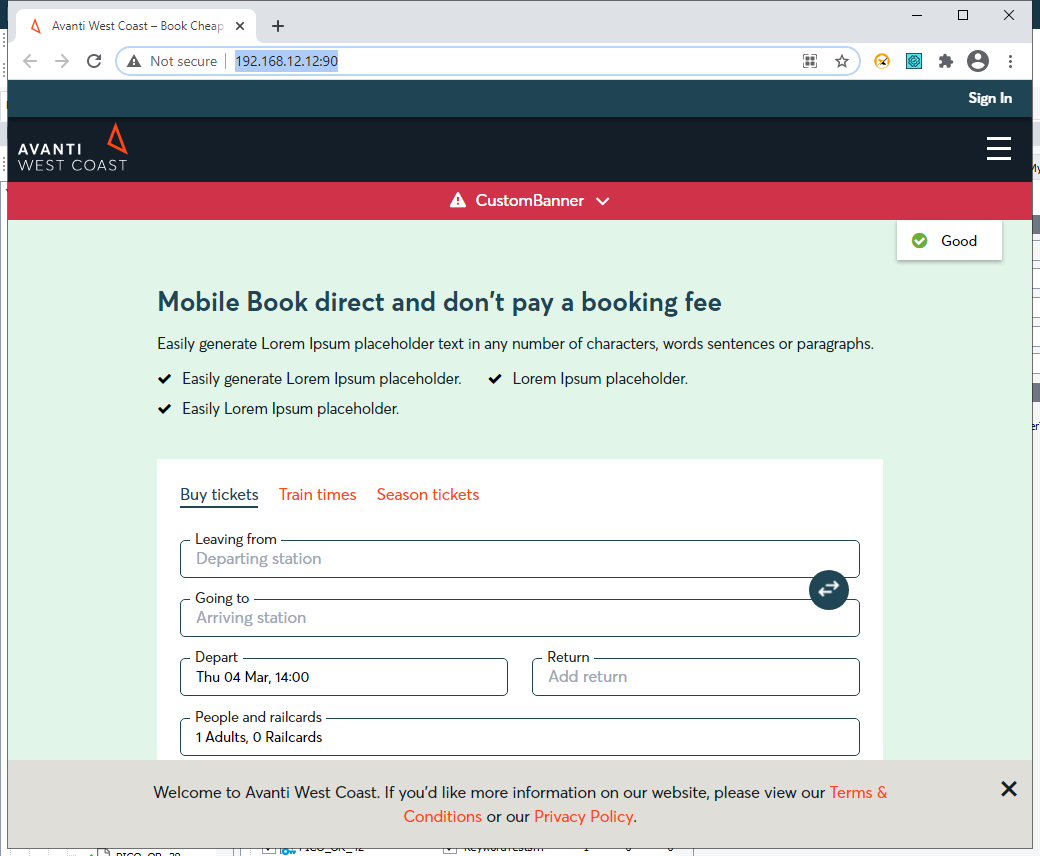 Avanti West Coast – Book Cheap
Not secure
192.168.12.12:90
Sign In
AVANTI
WEST COAST
CustomBanner
Good
Mobile Book direct and don't pay a booking fee
Easily generate Lorem Ipsum placeholder text in any number of characters, words sentences or paragraphs.
Easily generate Lorem Ipsum placeholder. Lorem Ipsum placeholder.
Easily Lorem Ipsum placeholder.
Buy tickets Train times Season tickets
Leaving from
Departing station
Going to
Arriving station
Depart Return
Thu 04 Mar, 14:00 Add return
People and railcards
1 Adults, 0 Railcards
Welcome to Avanti West Coast. If you'd like more information on our website, please view our Terms &
Conditions or our Privacy Policy.